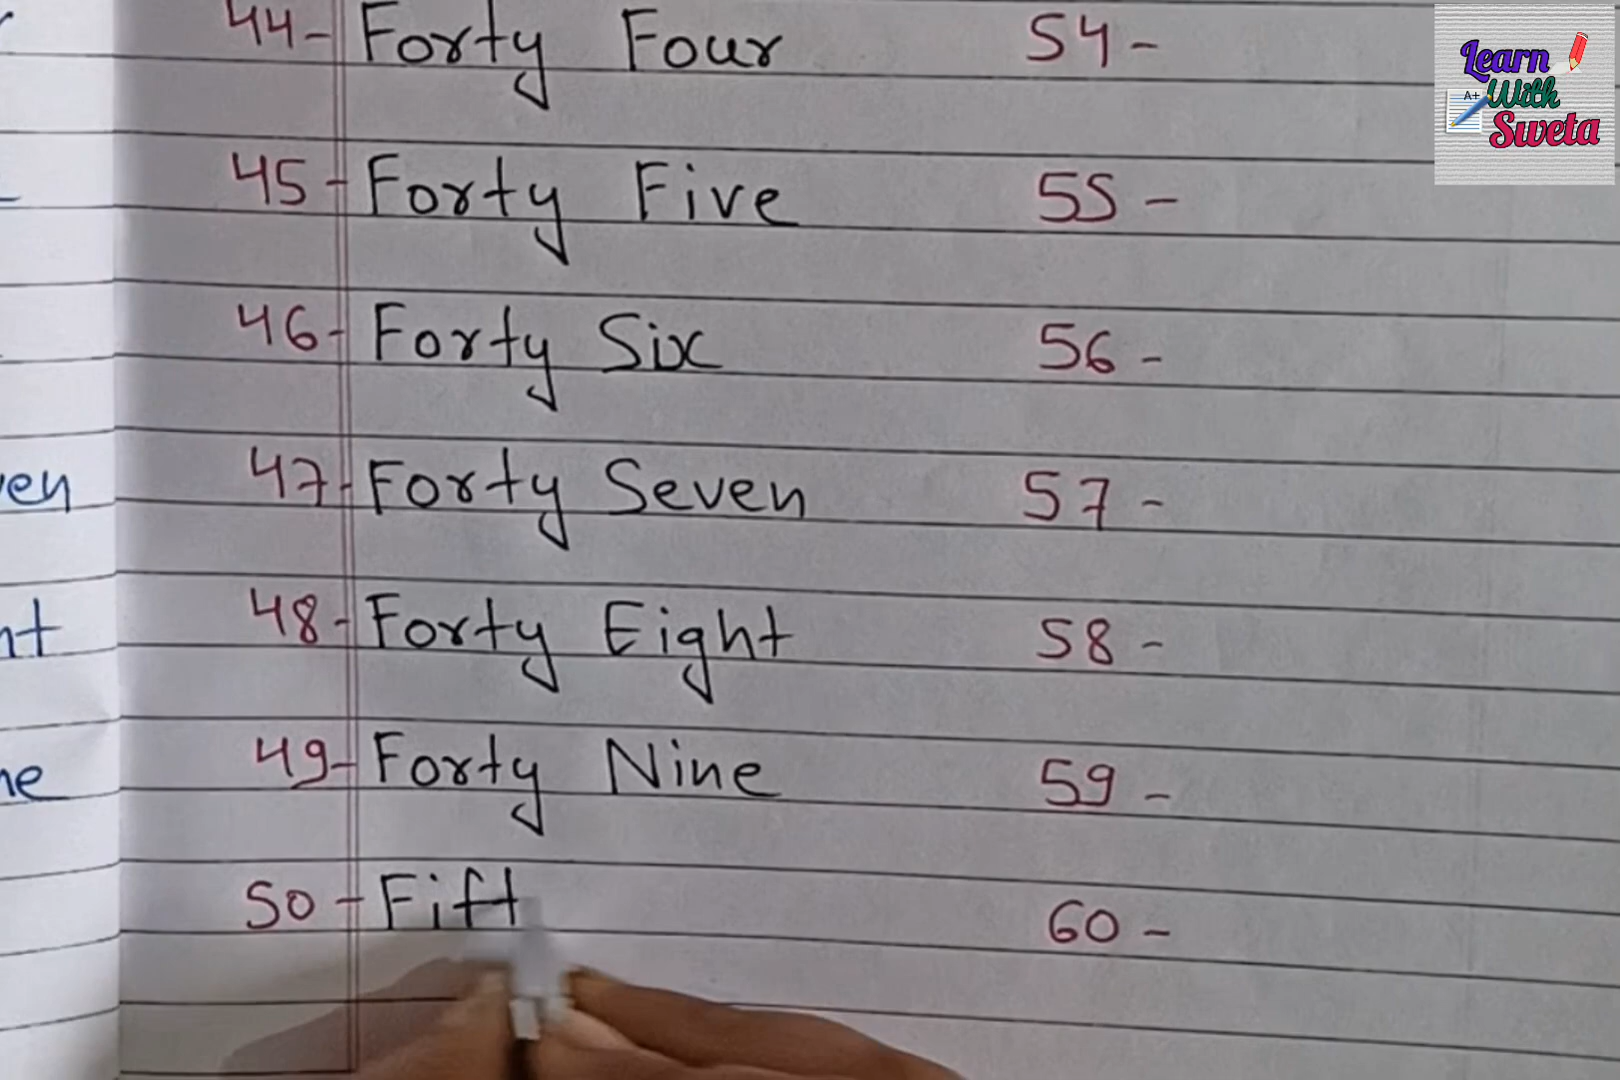 44- Forty Four 54 -
45- Forty Five 55 -
46- Forty Six 56 -
47- Forty Seven 57 -
48- Forty Eight 58 -
49- Forty Nine 59 -
50- Fift 60 -
Learn
With
A+
Sweta